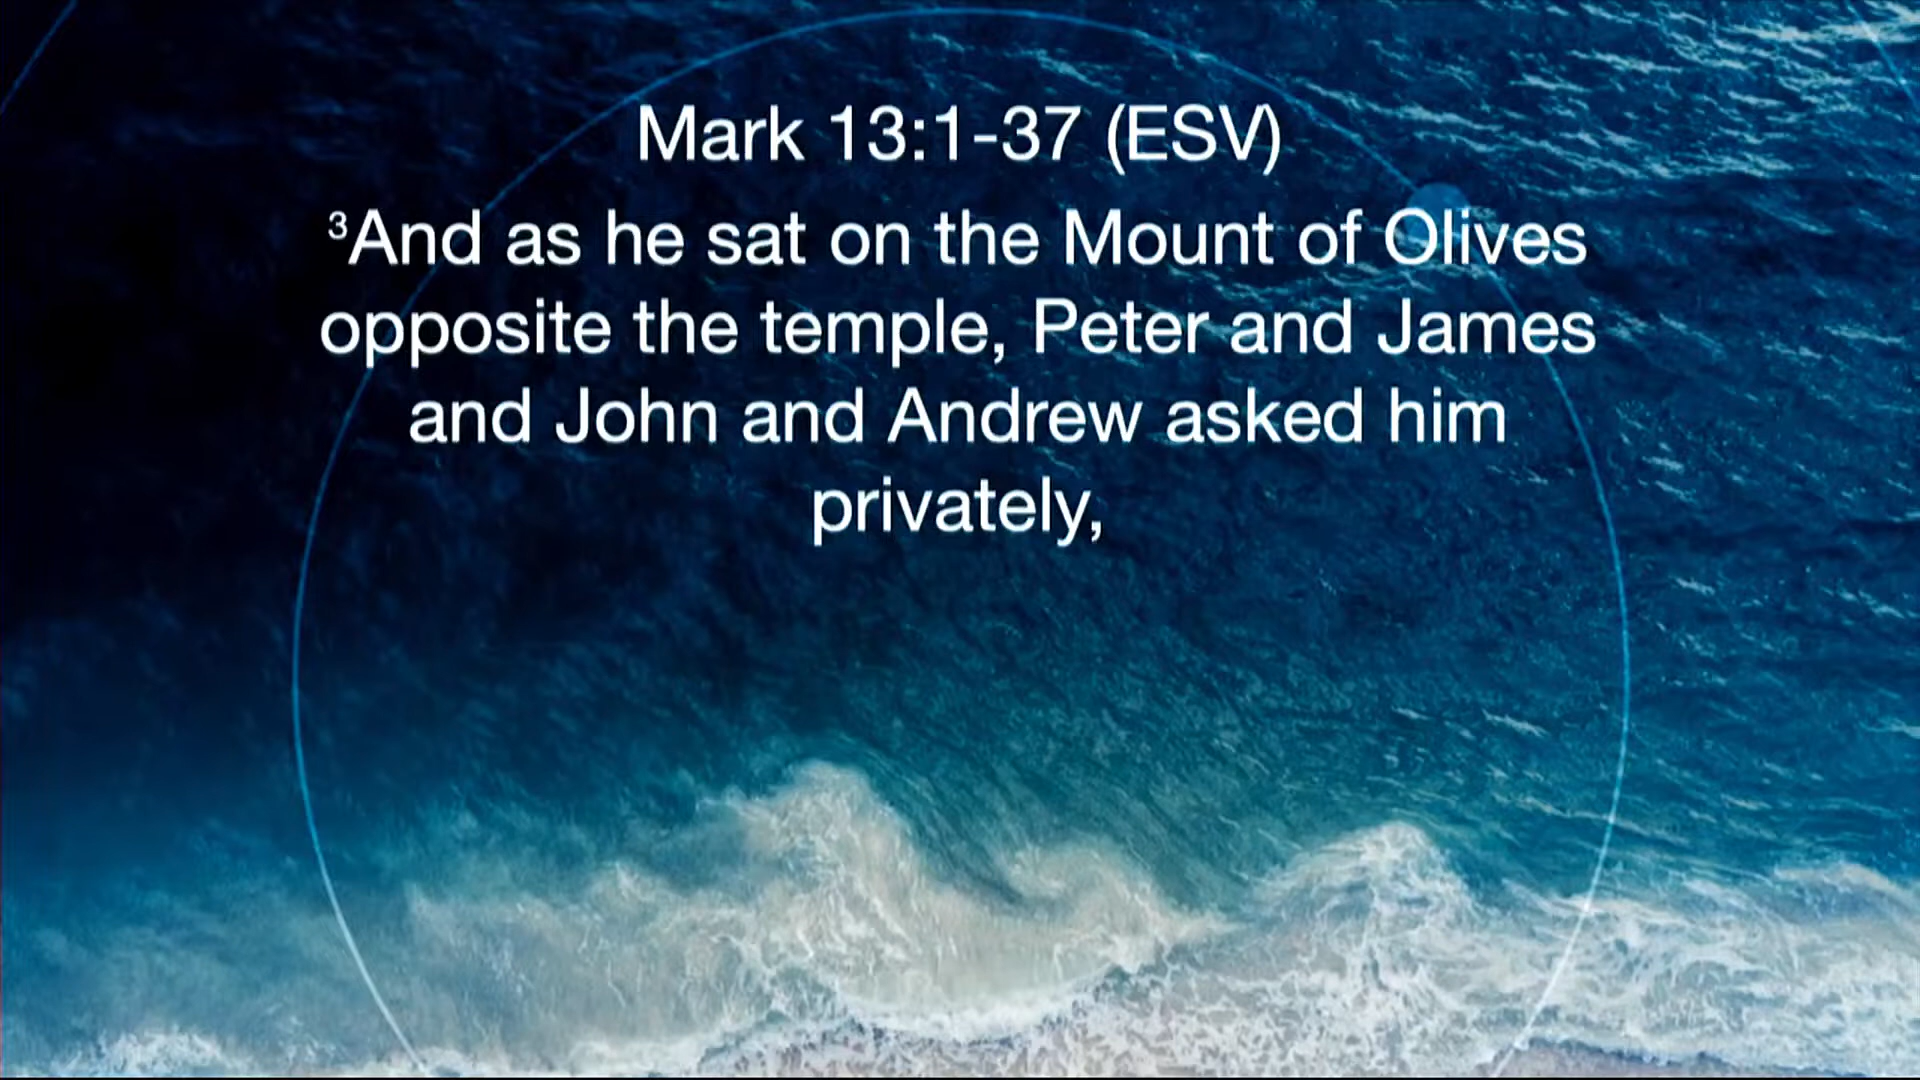 Mark 13:1-37 (ESV)
³And as he sat on the Mount of Olives
opposite the temple, Peter and James
and John and Andrew asked him
privately,